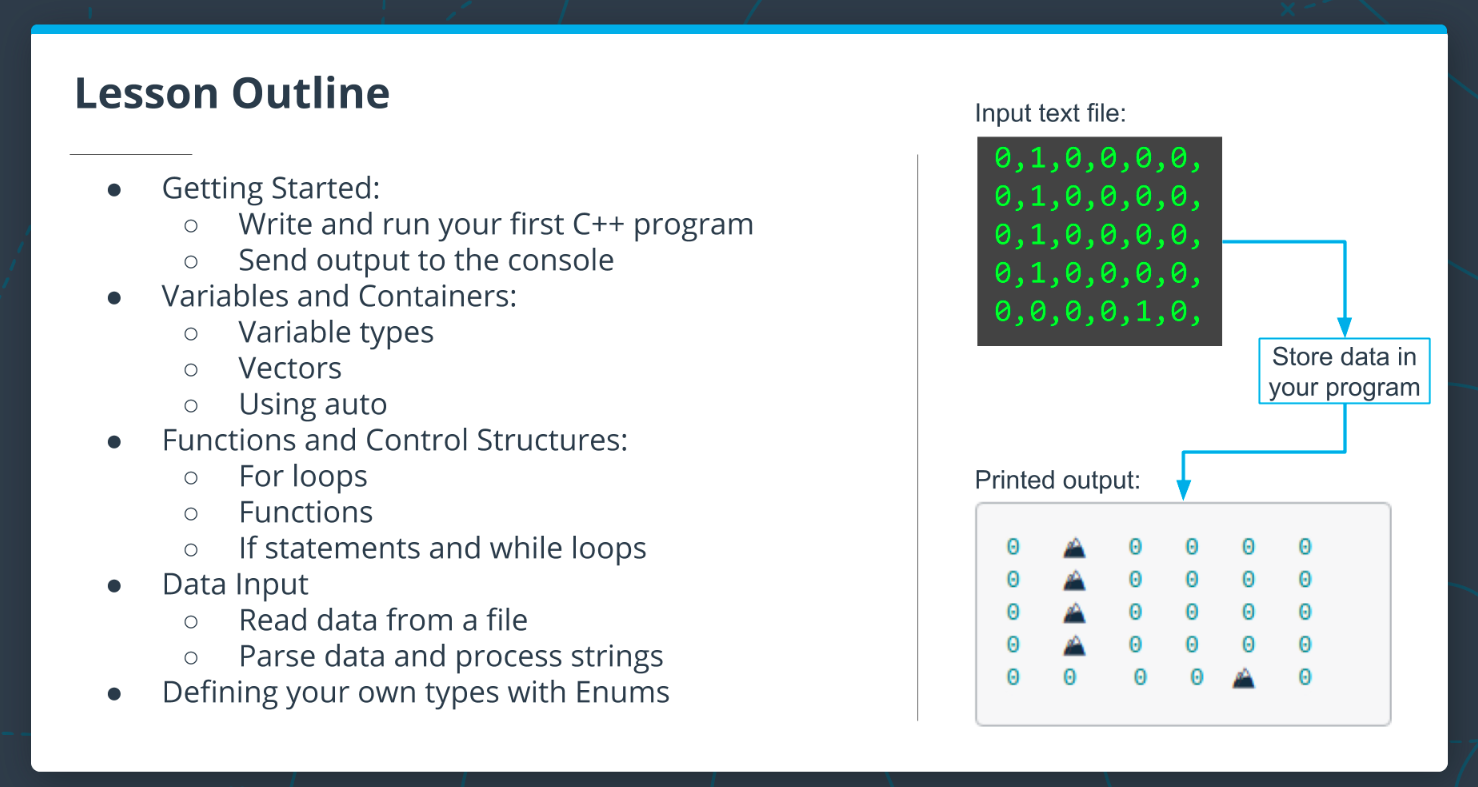 Lesson Outline
● Getting Started:
○ Write and run your first C++ program
○ Send output to the console
● Variables and Containers:
○ Variable types
○ Vectors
○ Using auto
● Functions and Control Structures:
○ For loops
○ Functions
○ If statements and while loops
● Data Input
○ Read data from a file
○ Parse data and process strings
● Defining your own types with Enums
Input text file:
0,1,0,0,0,0,
0,1,0,0,0,0,
0,1,0,0,0,0,
0,1,0,0,0,0,
0,0,0,0,1,0,
Store data in
your program
Printed output:
0 ⛰ 0 0 0 0
0 ⛰ 0 0 0 0
0 ⛰ 0 0 0 0
0 ⛰ 0 0 0 0
0 0 0 0 ⛰ 0